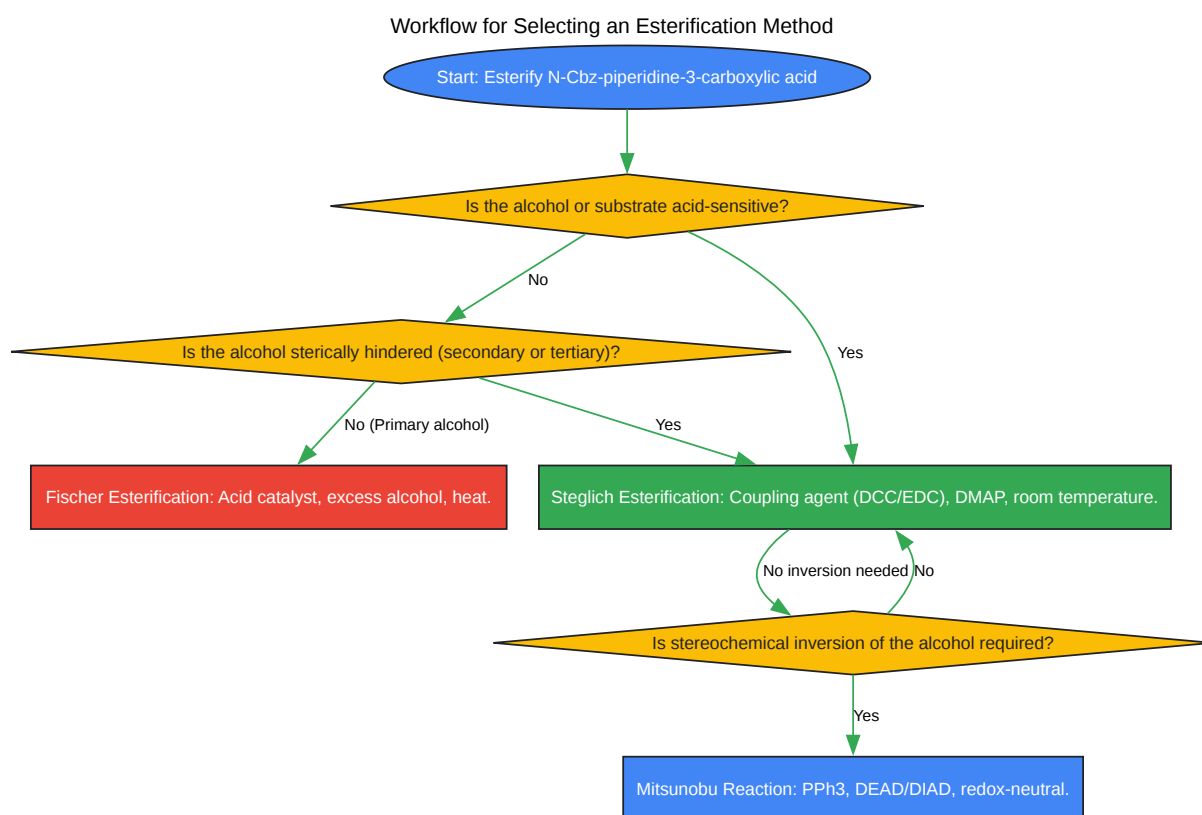 Workflow for Selecting an Esterification Method
Start: Esterify N-Cbz-piperidine-3-carboxylic acid
Is the alcohol or substrate acid-sensitive?
No
Is the alcohol sterically hindered (secondary or tertiary)?
Yes
No (Primary alcohol)
Yes
Fischer Esterification: Acid catalyst, excess alcohol, heat.
Steglich Esterification: Coupling agent (DCC/EDC), DMAP, room temperature.
No inversion needed
No
Is stereochemical inversion of the alcohol required?
Yes
Mitsunobu Reaction: PPh3, DEAD/DIAD, redox-neutral.